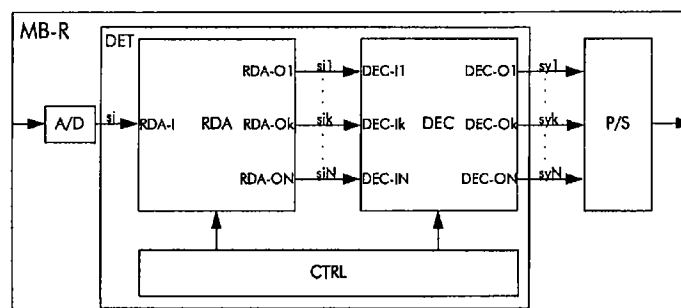 MB-R
DET
A/D
si
RDA-I
RDA
RDA-O1
RDA-Ok
RDA-ON
si1
sik
siN
DEC-I1
DEC-Ik
DEC-IN
DEC
DEC-O1
DEC-Ok
DEC-ON
sy1
syk
syN
P/S
CTRL